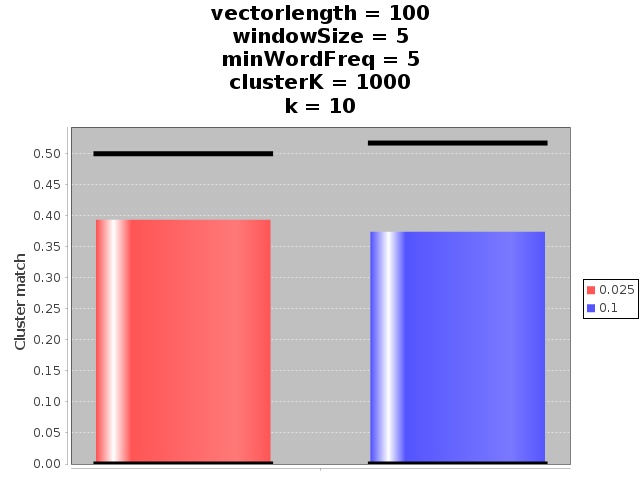 vectorlength = 100
windowSize = 5
minWordFreq = 5
clusterK = 1000
k = 10
0.50
0.45
0.40
0.35
0.30
0.25
0.20
0.15
0.10
0.05
0.00
Cluster match
0.025
0.1